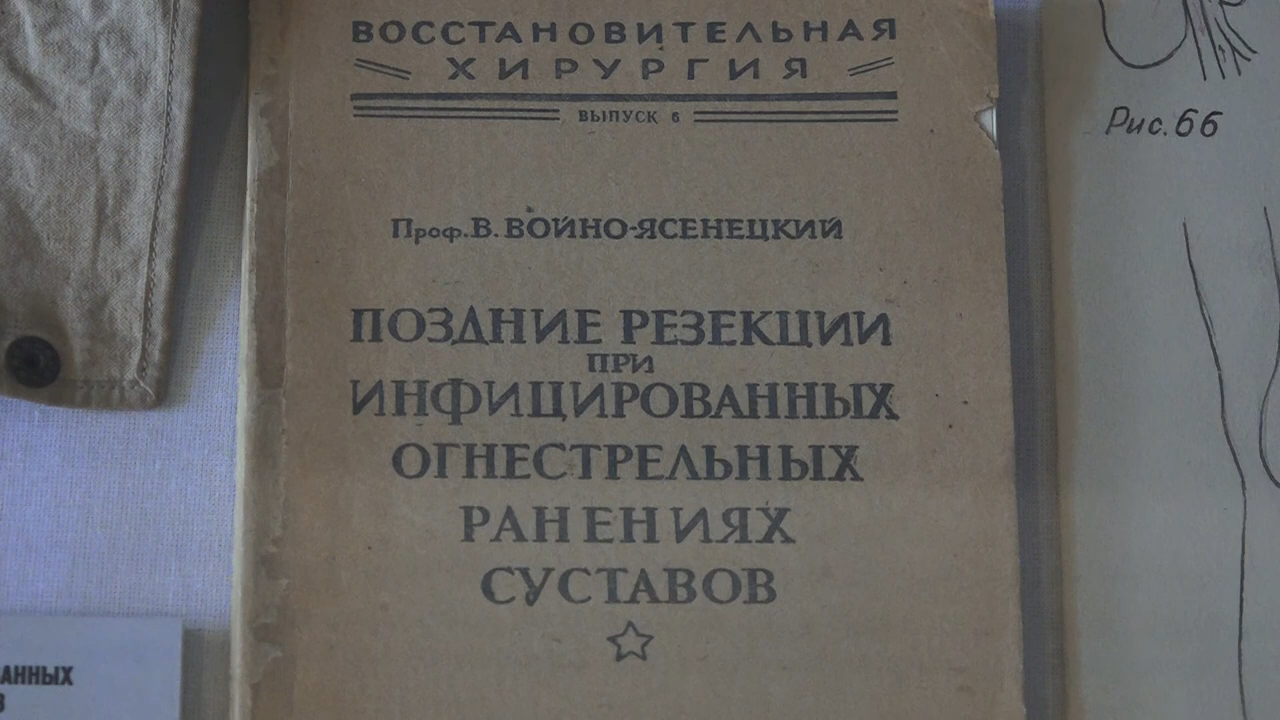 ВОССТАНОВИТЕЛЬНАЯ
ХИРУРГИЯ
ВЫПУСК 6
Проф. В. ВОЙНО-ЯСЕНЕЦКИЙ
ПОЗДНИЕ РЕЗЕКЦИИ
ПРИ
ИНФИЦИРОВАННЫХ
ОГНЕСТРЕЛЬНЫХ
РАНЕНИЯХ
СУСТАВОВ
Рис. 66
АННЫХ
В